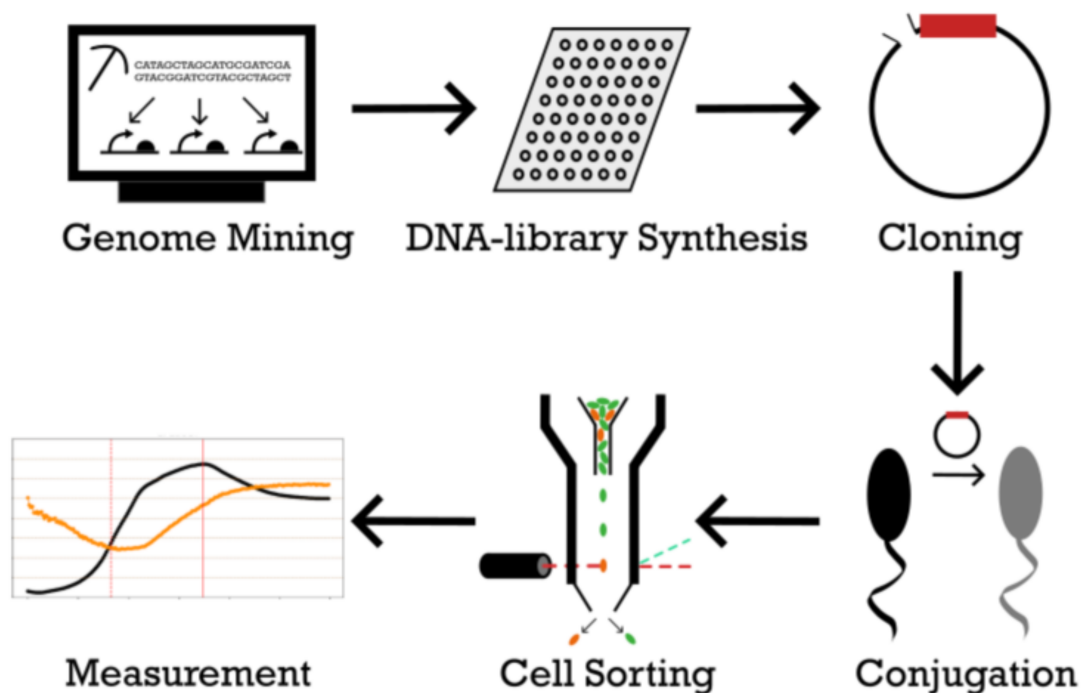 CATAGCTAGCATGCGATCGA
GTACGGATCGTACGCTAGCT
Genome Mining
DNA-library Synthesis
Cloning
Measurement
Cell Sorting
Conjugation